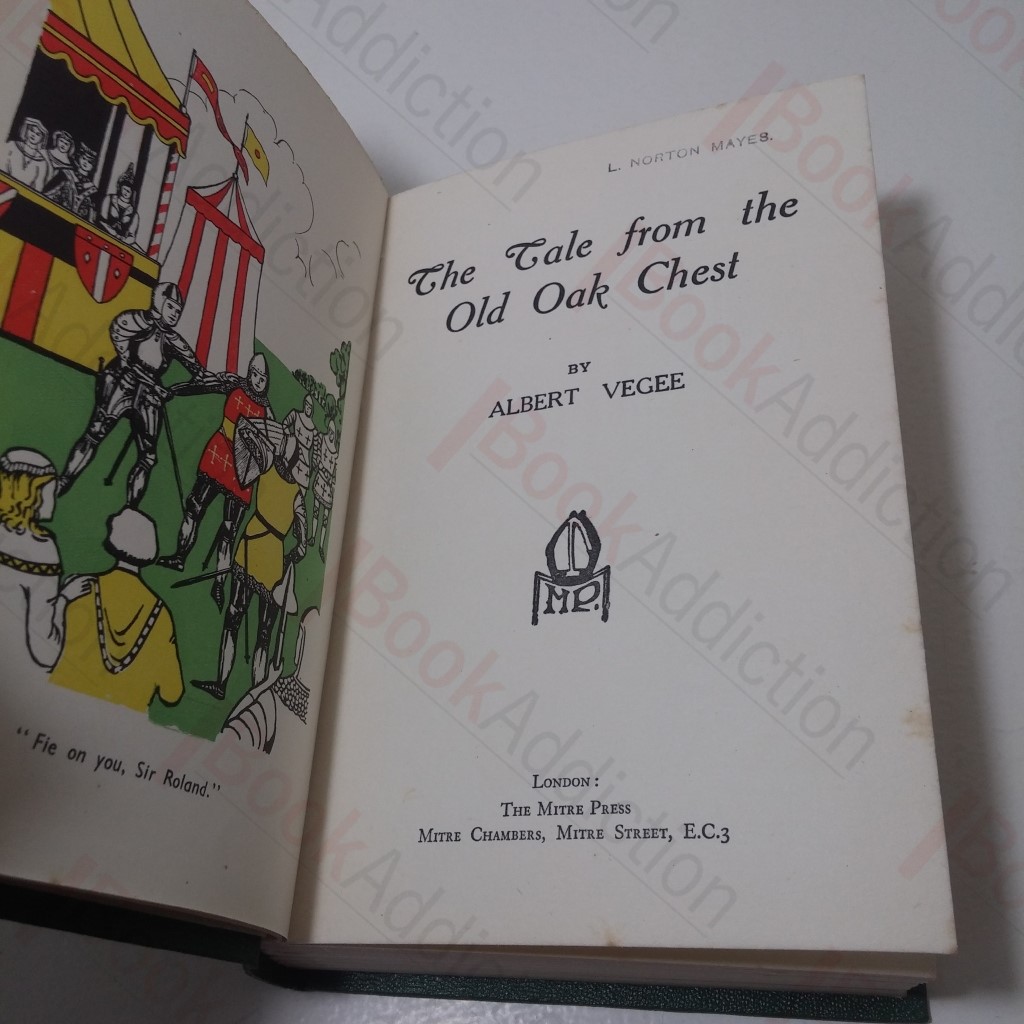 "Fie on you, Sir Roland."
L. NORTON MAYES.
The Tale from the
Old Oak Chest
BY
ALBERT VEGEE
MP.
LONDON:
THE MITRE PRESS
MITRE CHAMBERS, MITRE STREET, E.C.3
BookAddiction